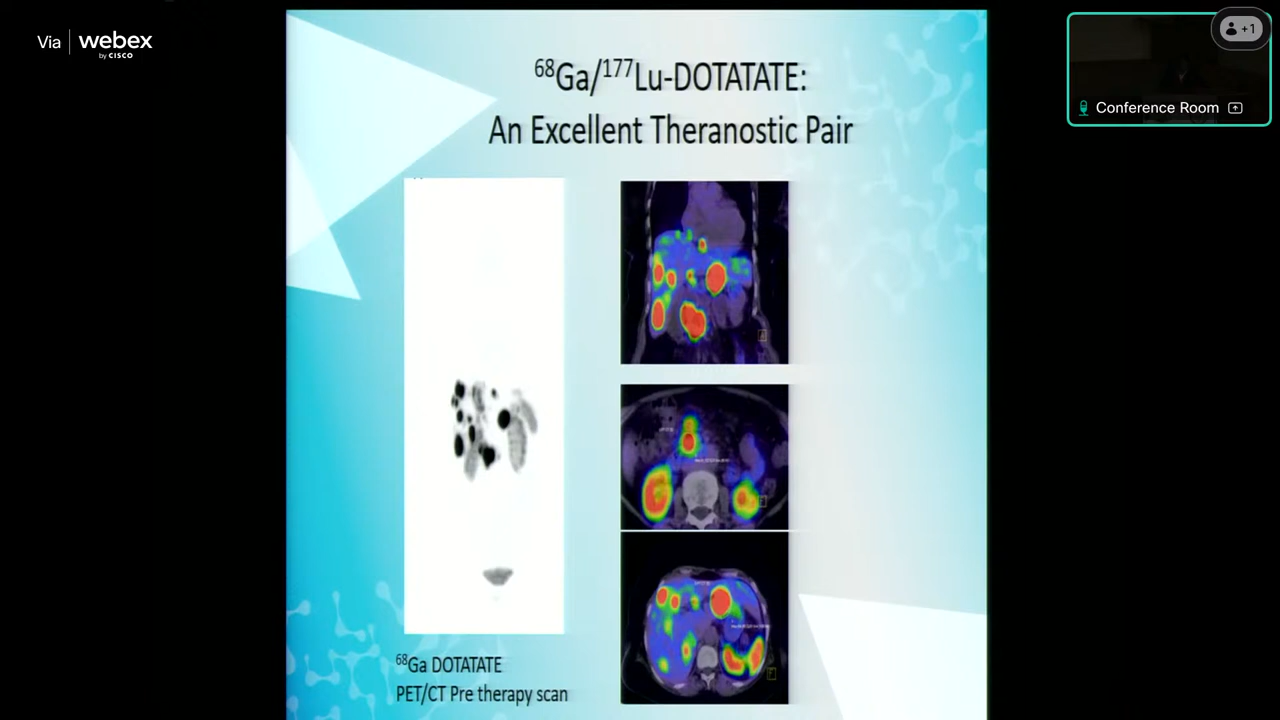 Via webex
by CISCO
+1
Conference Room
⁶⁸Ga/¹⁷⁷Lu-DOTATATE:
An Excellent Theranostic Pair
⁶⁸Ga DOTATATE
PET/CT Pre therapy scan